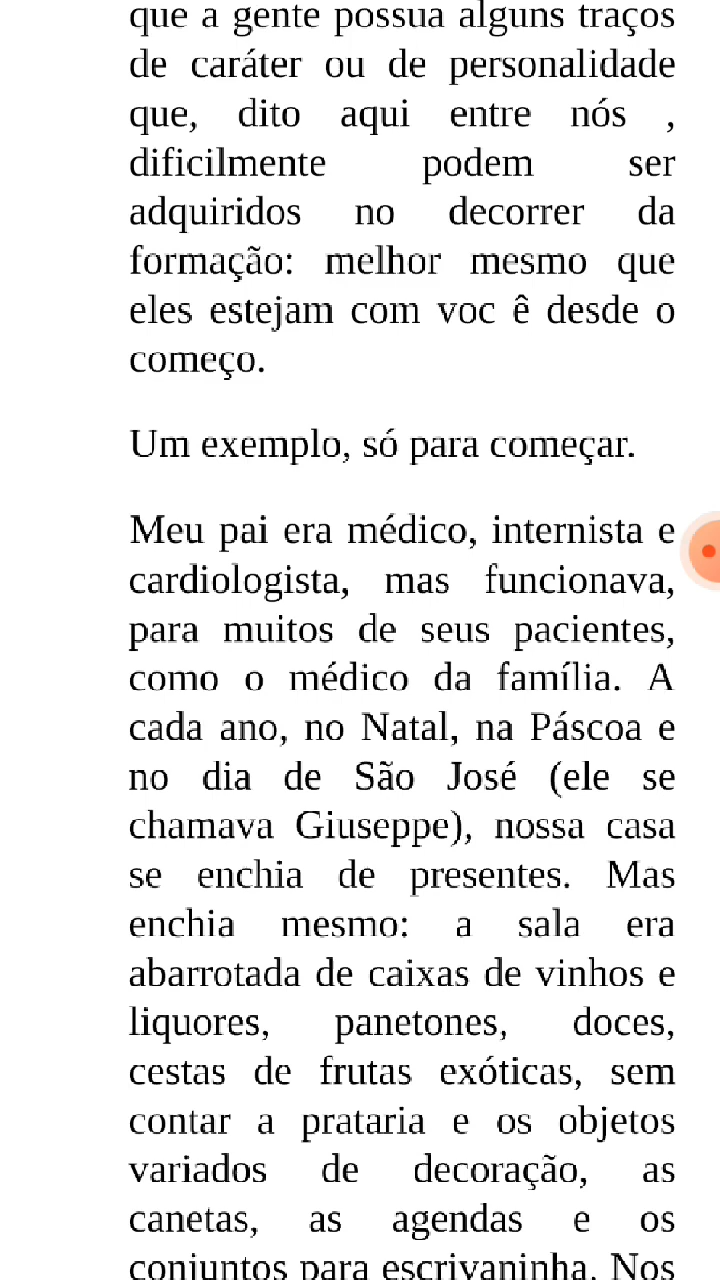 que a gente possua alguns traços
de caráter ou de personalidade
que, dito aqui entre nós ,
dificilmente podem ser
adquiridos no decorrer da
formação: melhor mesmo que
eles estejam com voc ê desde o
começo.
Um exemplo, só para começar.
Meu pai era médico, internista e
cardiologista, mas funcionava,
para muitos de seus pacientes,
como o médico da família. A
cada ano, no Natal, na Páscoa e
no dia de São José (ele se
chamava Giuseppe), nossa casa
se enchia de presentes. Mas
enchia mesmo: a sala era
abarrotada de caixas de vinhos e
liquores, panetones, doces,
cestas de frutas exóticas, sem
contar a prataria e os objetos
variados de decoração, as
canetas, as agendas e os
conjuntos para escrivaninha. Nos